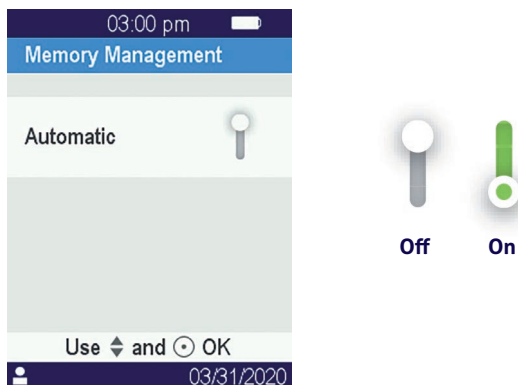 03:00 pm
Memory Management
Automatic
Off On
Use and OK
03/31/2020